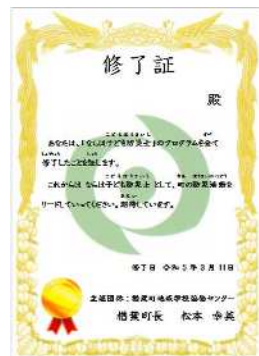 修了証
殿
あなたは、「ならは子ども防災士」のプログラムを全て
修了したことを証します。
これからは ならは子ども防災士 として、町の防災活動を
リードしていってください。期待しています。
修了日 令和5年3月11日
主催団体：楢葉町地域学校協働センター
楢葉町長 松本 幸英